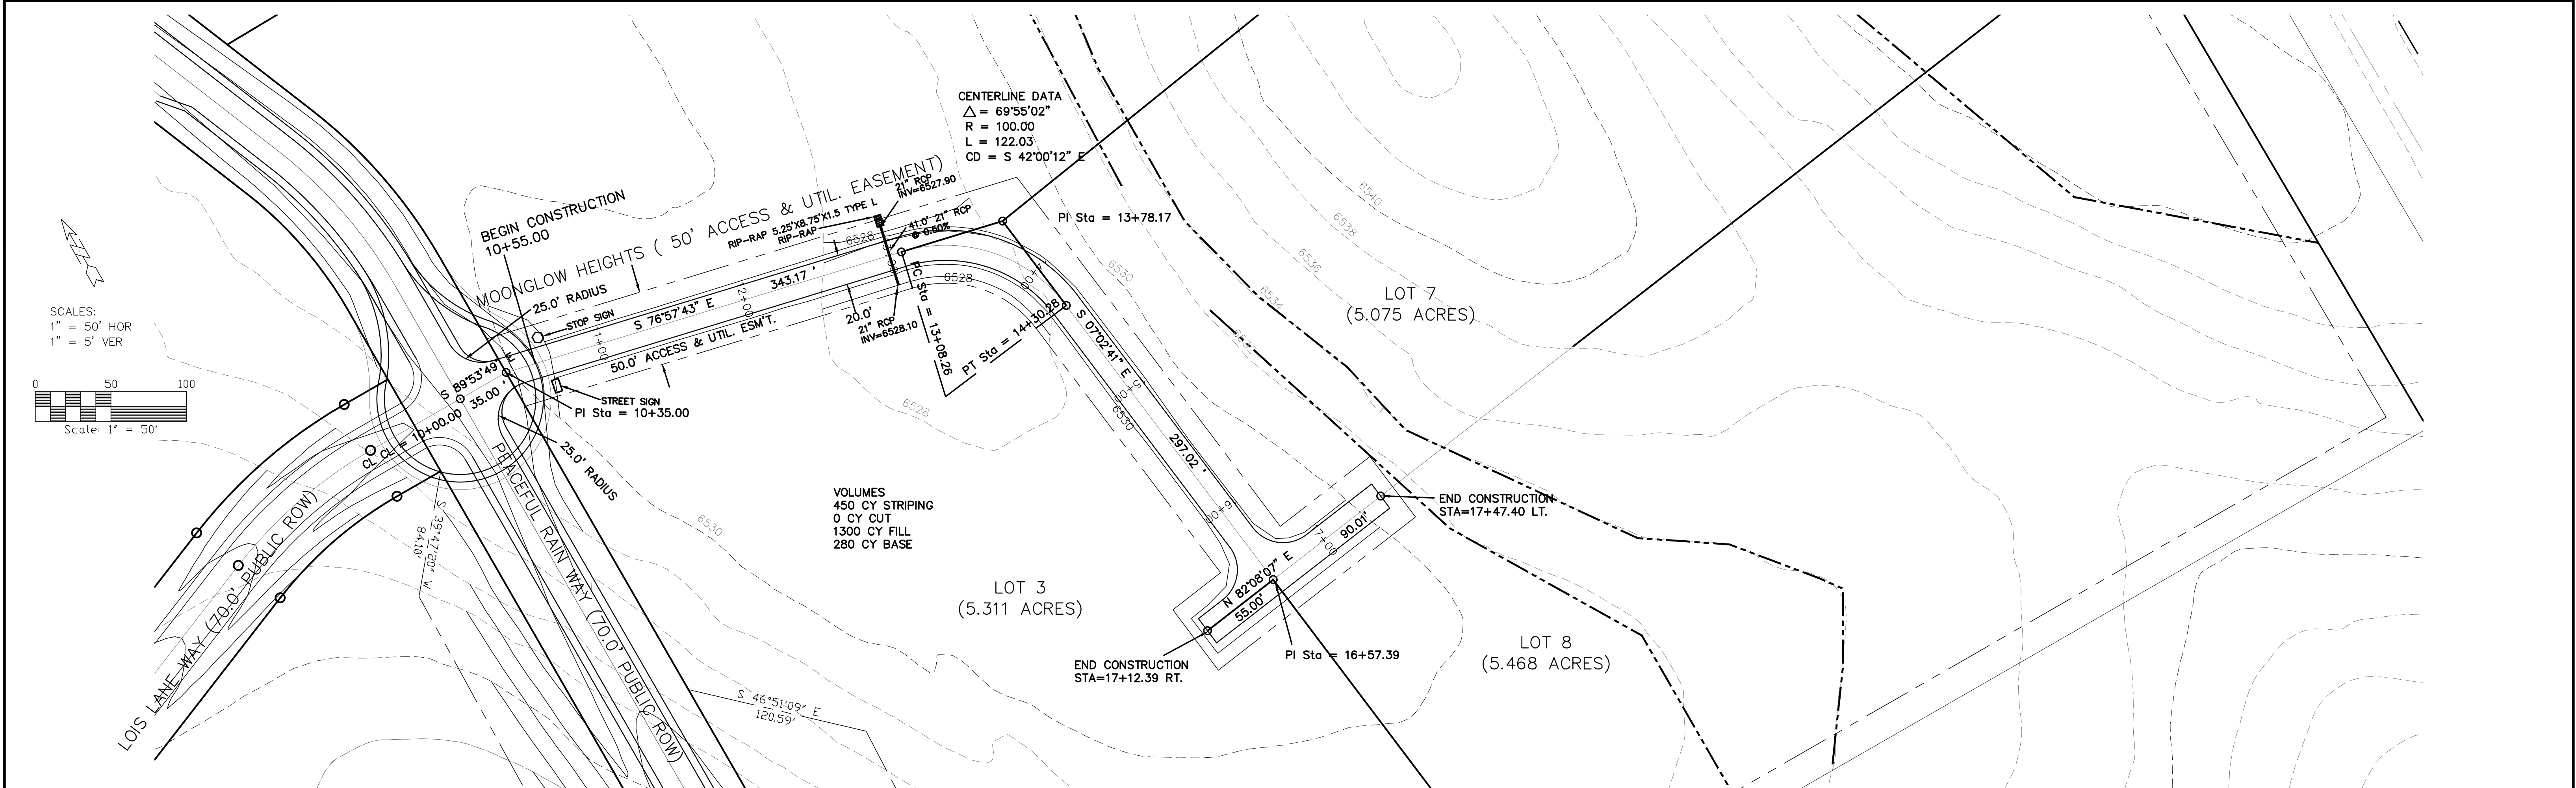 CENTERLINE DATA
△ = 69°55'02"
R = 100.00
L = 122.03
CD = S 42°00'12" E
BEGIN CONSTRUCTION
10+55.00
MOONGLOW HEIGHTS ( 50' ACCESS & UTIL. EASEMENT)
21" RCP
INV=6527.90
RIP-RAP 5.25'X8.75'X1.5 TYPE L
RIP-RAP
41.0' 21" RCP
@ 0.50%
6528
PI Sta = 13+78.17
25.0' RADIUS
STOP SIGN
S 76°57'43" E
343.17 '
1+00
2+00
4+00
5+00
6+00
7+00
50.0' ACCESS & UTIL. ESM'T.
20.0'
21" RCP
INV=6528.10
PC Sta = 13+08.26
PT Sta = 14+30.28
6528
6528
S 07°02'41" E
297.02 '
6530
6530
6540
6538
6536
6534
LOT 7
(5.075 ACRES)
SCALES:
1" = 50' HOR
1" = 5' VER
0 50 100
Scale: 1" = 50'
S 89°53'49" E
35.00 '
CL CL = 10+00.00
STREET SIGN
PI Sta = 10+35.00
25.0' RADIUS
PEACEFUL RAIN WAY (70.0' PUBLIC ROW)
LOIS LANE WAY (70.0' PUBLIC ROW)
S 39°47'20" W
84.10'
6530
VOLUMES
450 CY STRIPING
0 CY CUT
1300 CY FILL
280 CY BASE
END CONSTRUCTION
STA=17+47.40 LT.
N 82°08'07" E
90.01'
55.00'
LOT 3
(5.311 ACRES)
END CONSTRUCTION
STA=17+12.39 RT.
PI Sta = 16+57.39
LOT 8
(5.468 ACRES)
S 46°51'09" E
120.59'